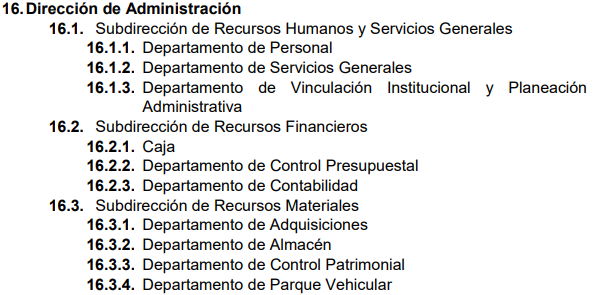 16. Dirección de Administración
16.1. Subdirección de Recursos Humanos y Servicios Generales
16.1.1. Departamento de Personal
16.1.2. Departamento de Servicios Generales
16.1.3. Departamento de Vinculación Institucional y Planeación
Administrativa
16.2. Subdirección de Recursos Financieros
16.2.1. Caja
16.2.2. Departamento de Control Presupuestal
16.2.3. Departamento de Contabilidad
16.3. Subdirección de Recursos Materiales
16.3.1. Departamento de Adquisiciones
16.3.2. Departamento de Almacén
16.3.3. Departamento de Control Patrimonial
16.3.4. Departamento de Parque Vehicular